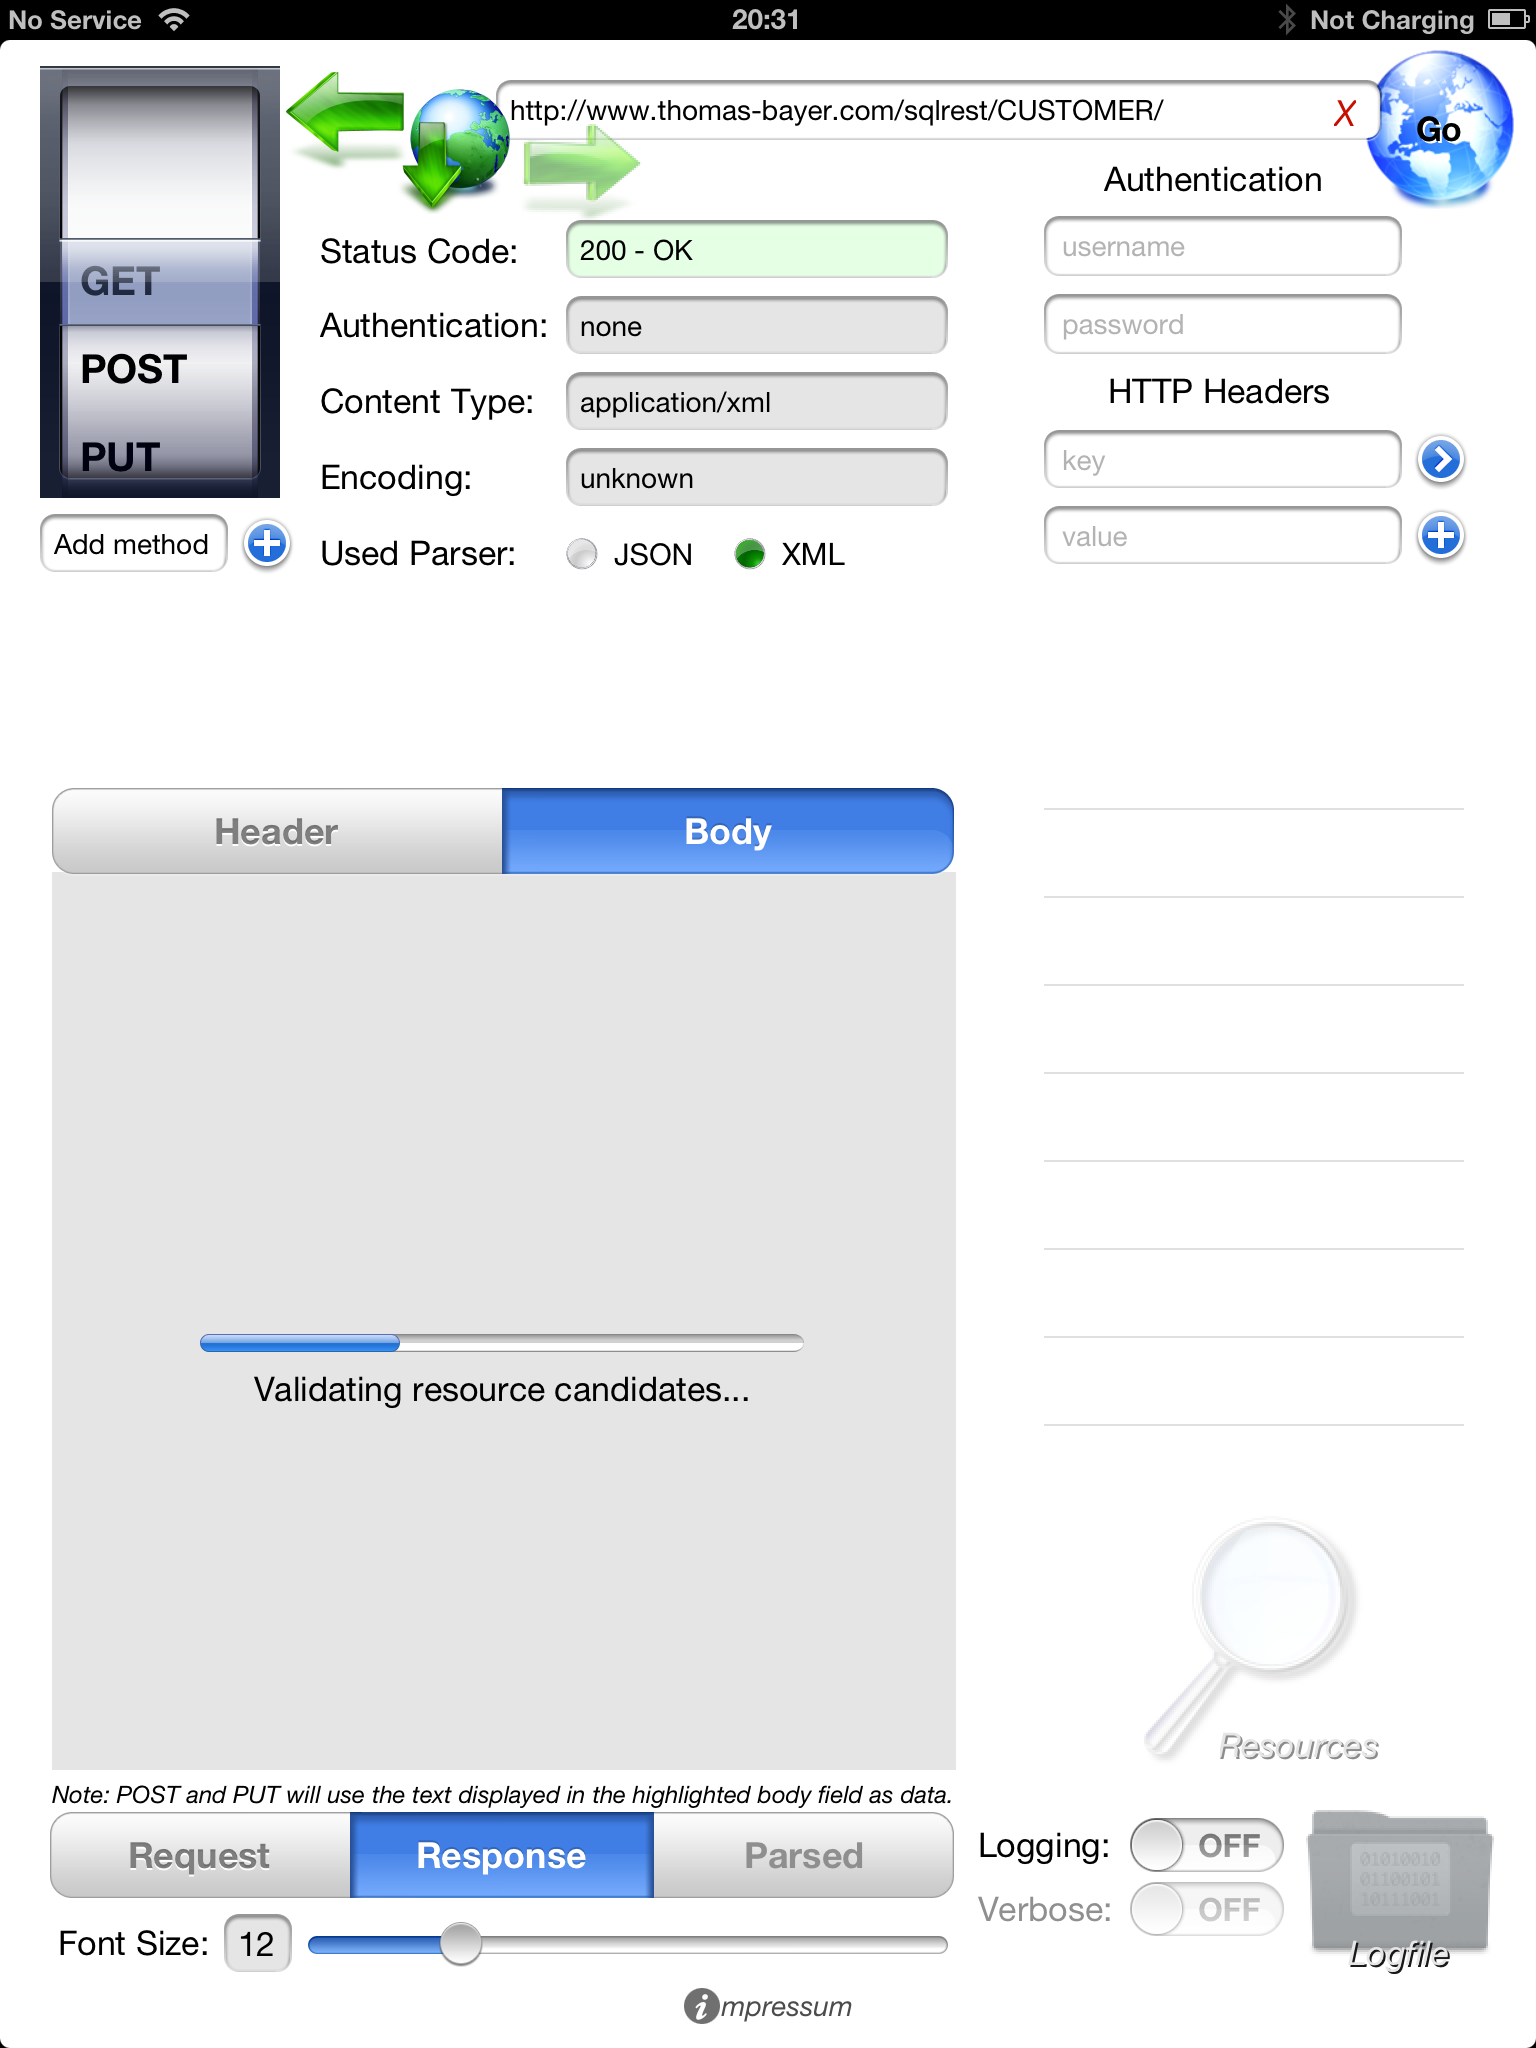 No Service
20:31
Not Charging
http://www.thomas-bayer.com/sqlrest/CUSTOMER/
X
Go
GET
POST
PUT
Add method
Status Code:
200 - OK
Authentication:
none
Content Type:
application/xml
Encoding:
unknown
Used Parser:
JSON
XML
Authentication
username
password
HTTP Headers
key
value
Header
Body
Validating resource candidates...
Resources
Note: POST and PUT will use the text displayed in the highlighted body field as data.
Request
Response
Parsed
Logging:
OFF
Verbose:
OFF
01010010
01100101
10111001
Logfile
Font Size:
12
impressum